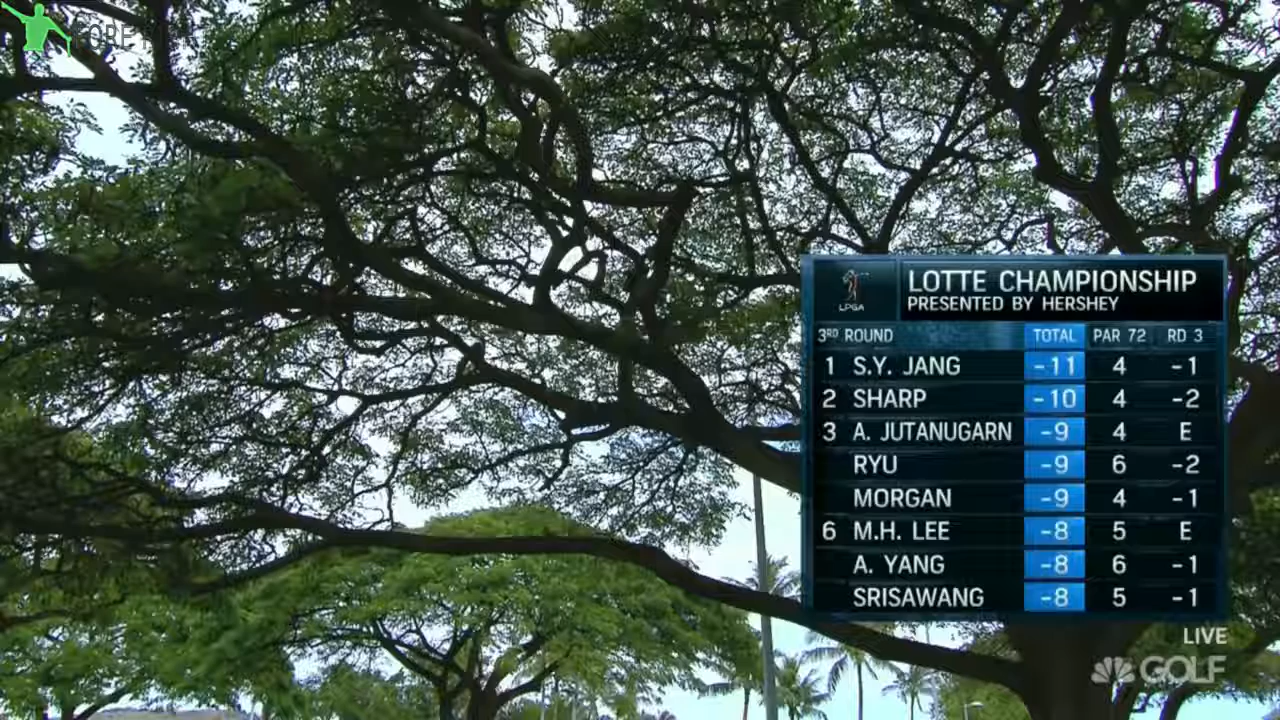 LPGA
LOTTE CHAMPIONSHIP
PRESENTED BY HERSHEY
3RD ROUND TOTAL PAR 72 RD 3
1 S.Y. JANG -11 4 -1
2 SHARP -10 4 -2
3 A. JUTANUGARN -9 4 E
RYU -9 6 -2
MORGAN -9 4 -1
6 M.H. LEE -8 5 E
A. YANG -8 6 -1
SRISAWANG -8 5 -1
LIVE
GOLF